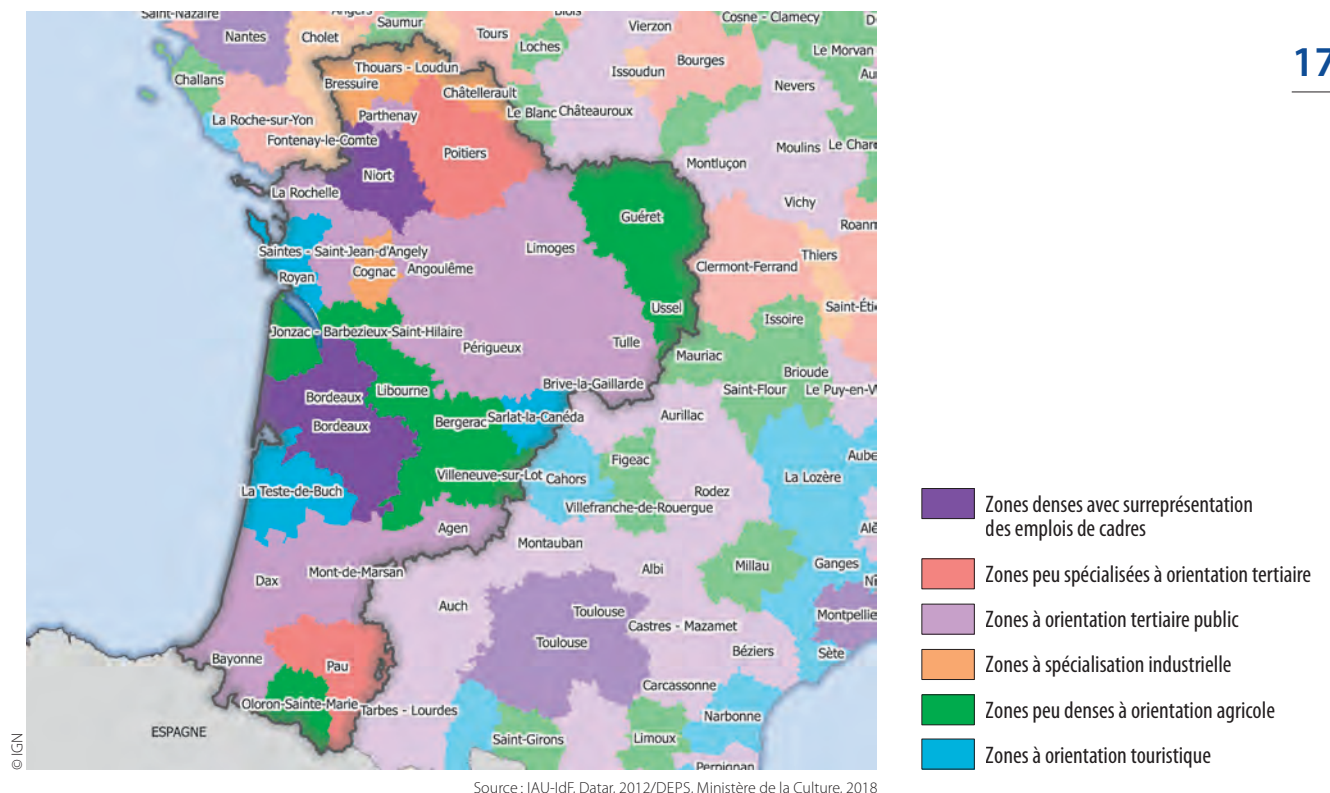 17
Saint-Nazaire
Angers
Saumur
Blois
Cosne - Clamecy
Nantes
Cholet
Tours
Vierzon
Loches
Le Morvan
Bourges
Challans
Thouars - Loudun
Issoudun
Bressuire
Châtellerault
Nevers
La Roche-sur-Yon
Parthenay
Le Blanc
Châteauroux
Fontenay-le-Comte
Poitiers
Moulins
Montluçon
Niort
La Rochelle
Vichy
Guéret
Saintes - Saint-Jean-d'Angely
Limoges
Thiers
Royan
Cognac
Angoulême
Clermont-Ferrand
Ussel
Issoire
Jonzac - Barbezieux-Saint-Hilaire
Périgueux
Tulle
Mauriac
Brioude
Bordeaux
Libourne
Brive-la-Gaillarde
Saint-Flour
Bordeaux
Bergerac
Sarlat-la-Canéda
Aurillac
Figeac
La Teste-de-Buch
Villeneuve-sur-Lot
Cahors
Rodez
La Lozère
Villefranche-de-Rouergue
Agen
Montauban
Dax
Mont-de-Marsan
Albi
Millau
Ganges
Auch
Toulouse
Castres - Mazamet
Montpellie
Bayonne
Pau
Toulouse
Béziers
Sète
Oloron-Sainte-Marie
Tarbes - Lourdes
Carcassonne
Narbonne
ESPAGNE
Saint-Girons
Limoux
Perpignan
© IGN
Zones denses avec surreprésentation
des emplois de cadres
Zones peu spécialisées à orientation tertiaire
Zones à orientation tertiaire public
Zones à spécialisation industrielle
Zones peu denses à orientation agricole
Zones à orientation touristique
Source : IAU-IdF, Datar, 2012/DEPS, Ministère de la Culture, 2018